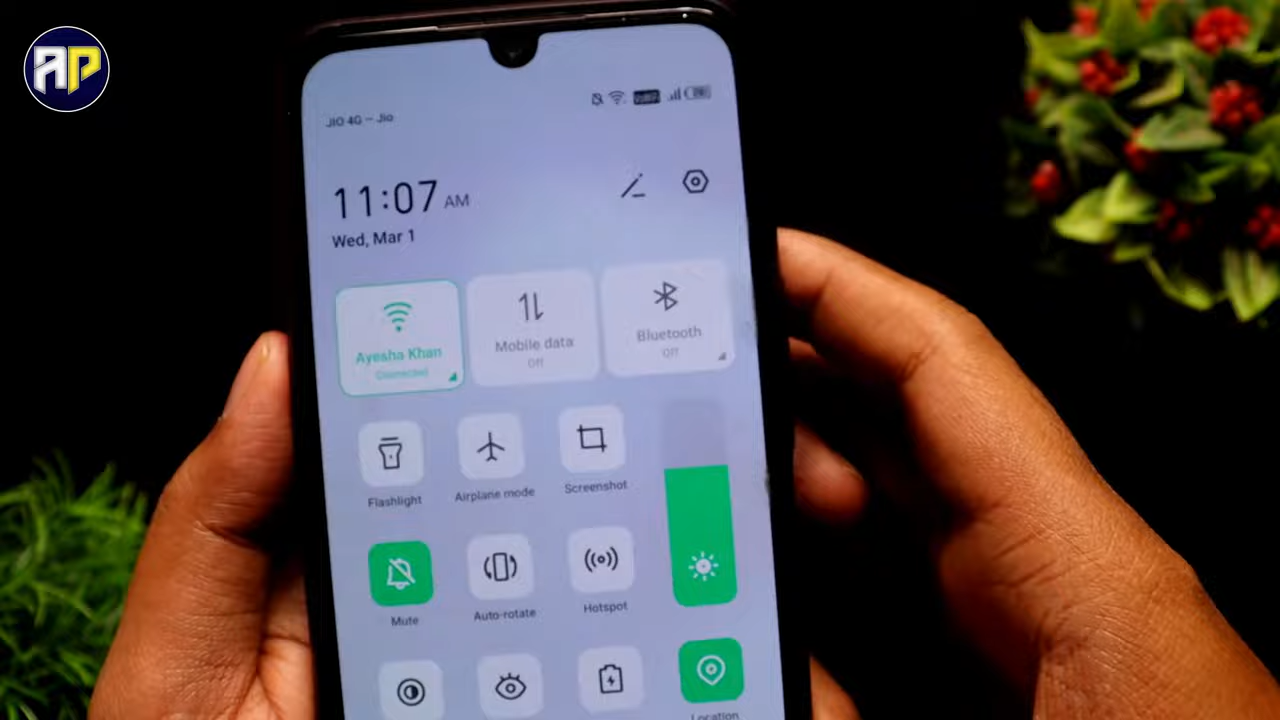 AP
JIO 4G — Jio
11:07 AM
Wed, Mar 1
Ayesha Khan
Connected
Mobile data
Off
Bluetooth
Off
Flashlight
Airplane mode
Screenshot
Mute
Auto-rotate
Hotspot
Location